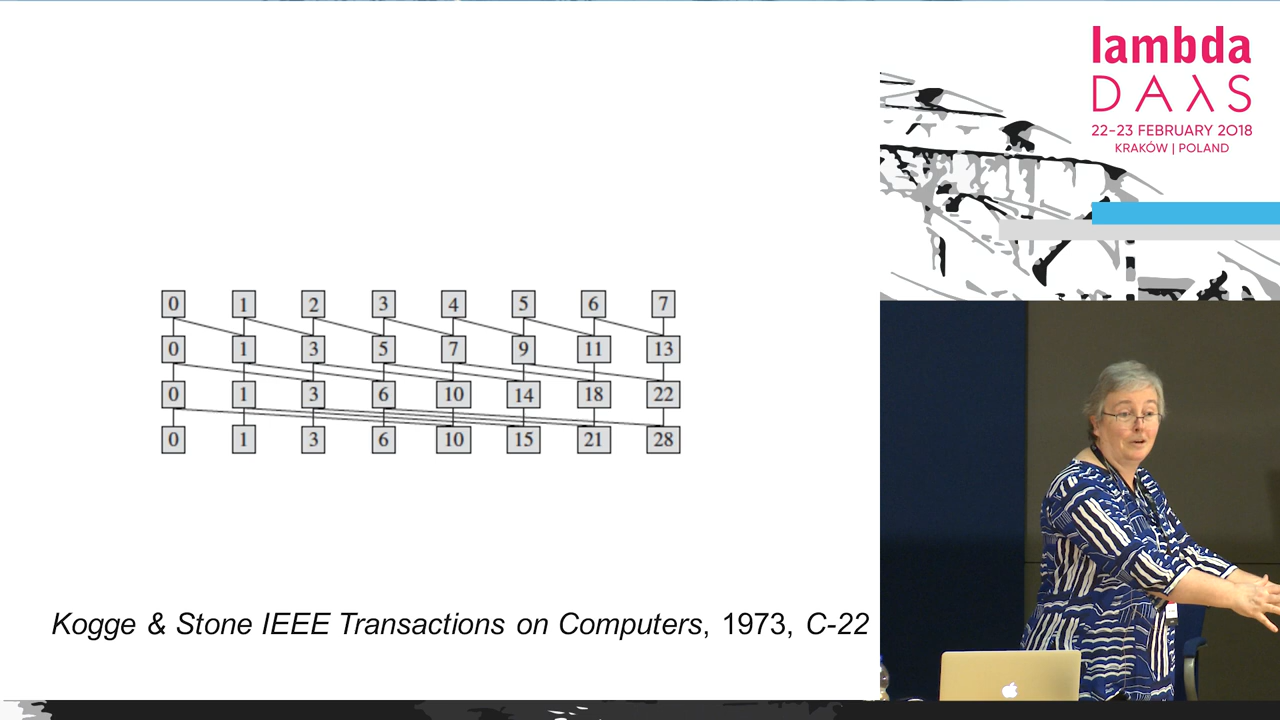 lambda
DAλS
22-23 FEBRUARY 2018
KRAKÓW | POLAND
0 1 2 3 4 5 6 7
0 1 3 5 7 9 11 13
0 1 3 6 10 14 18 22
0 1 3 6 10 15 21 28
Kogge & Stone IEEE Transactions on Computers, 1973, C-22